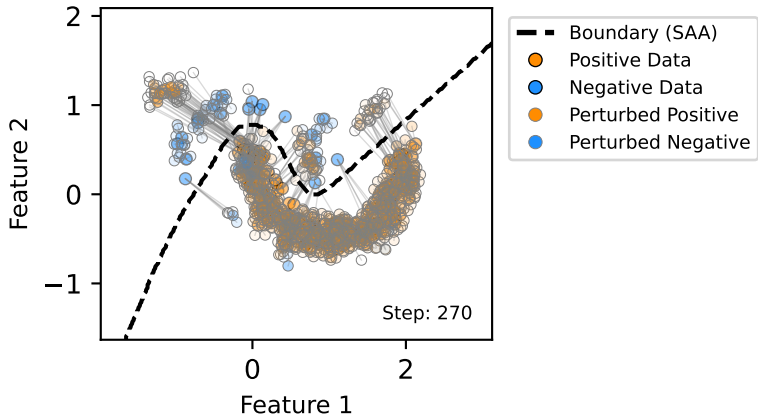 2
1
0
−1
0
2
Feature 2
Feature 1
Step: 270
Boundary (SAA)
Positive Data
Negative Data
Perturbed Positive
Perturbed Negative